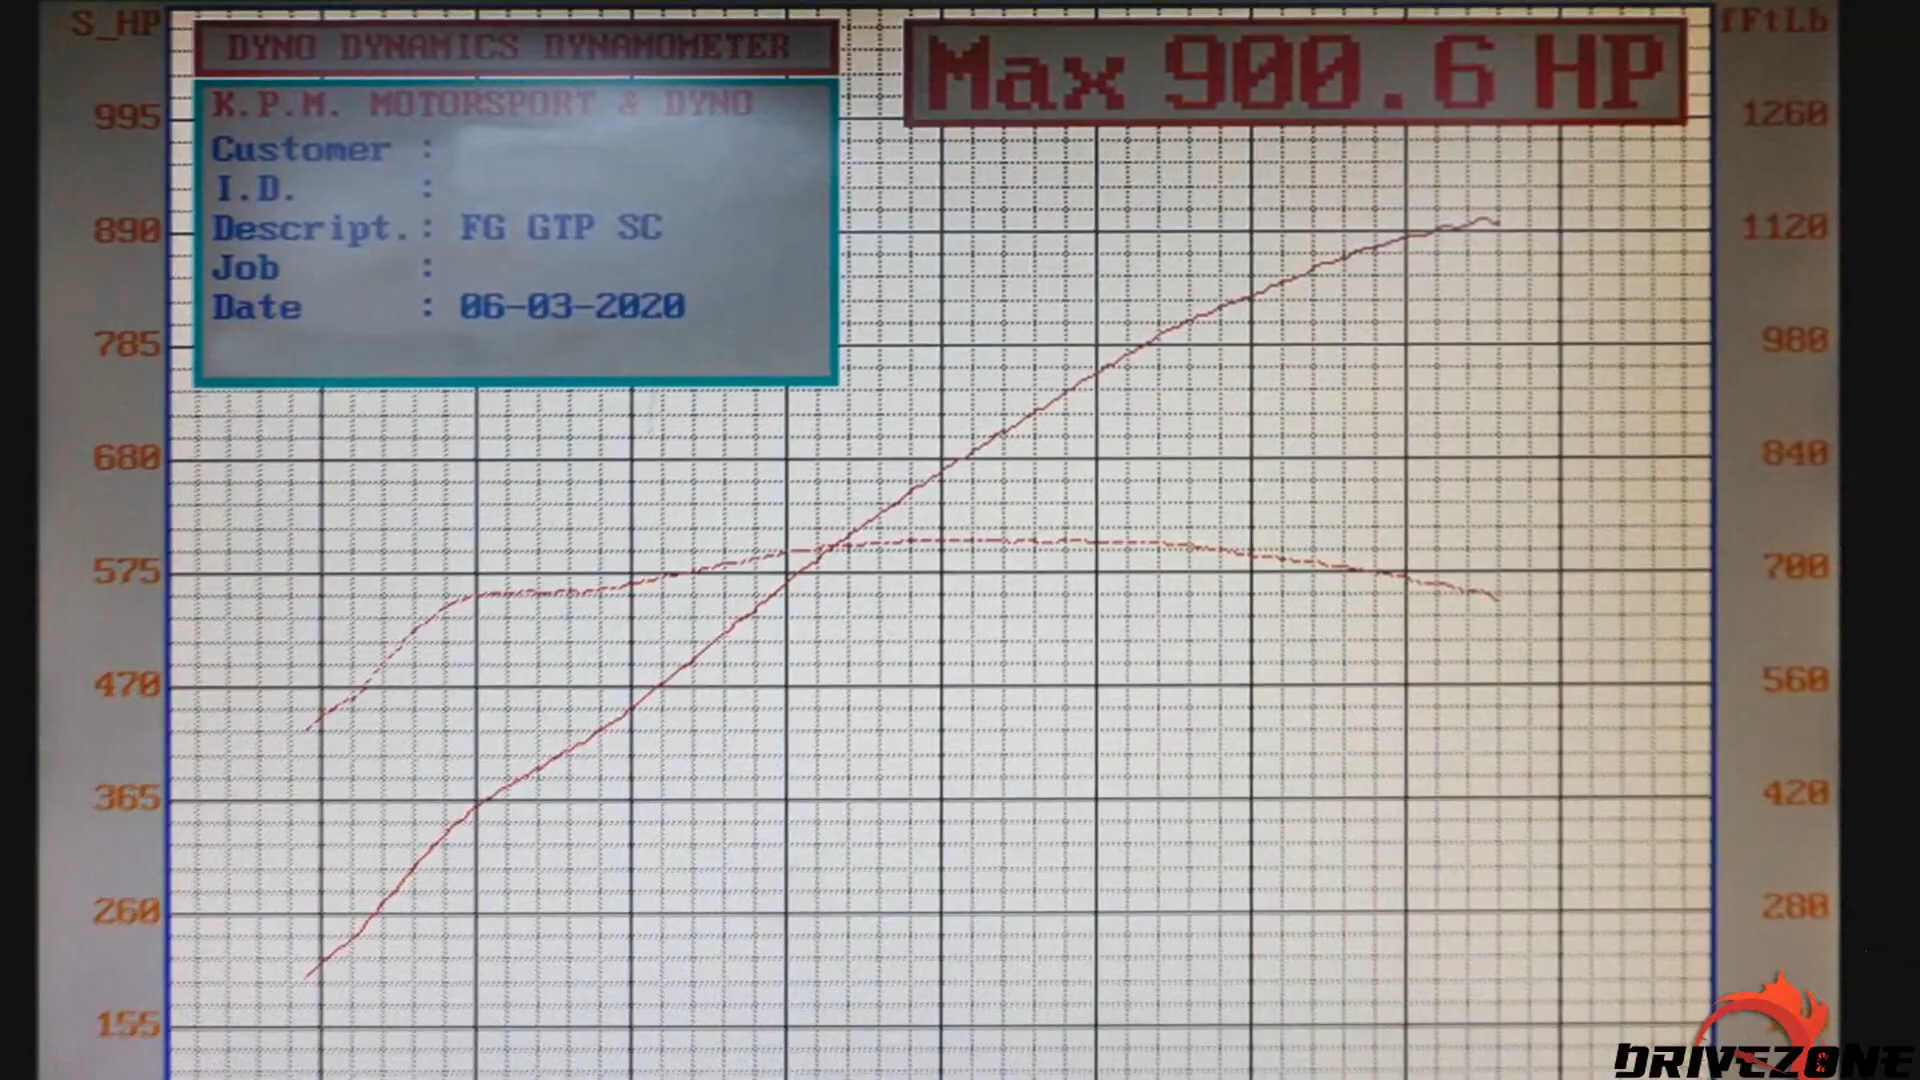 S_HP
fFtLb
DYNO DYNAMICS DYNAMOMETER
Max 900.6 HP
K.P.M. MOTORSPORT & DYNO
Customer :
I.D. :
Descript.: FG GTP SC
Job :
Date : 06-03-2020
995
890
785
680
575
470
365
260
155
1260
1120
980
840
700
560
420
280
DRIVEZONE